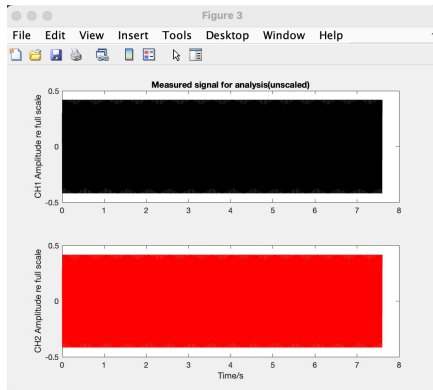 Figure 3
File Edit View Insert Tools Desktop Window Help
Measured signal for analysis(unscaled)
CH1 Amplitude re full scale
0.5
0
-0.5
0 1 2 3 4 5 6 7 8
CH2 Amplitude re full scale
0.5
0
-0.5
0 1 2 3 4 5 6 7 8
Time/s